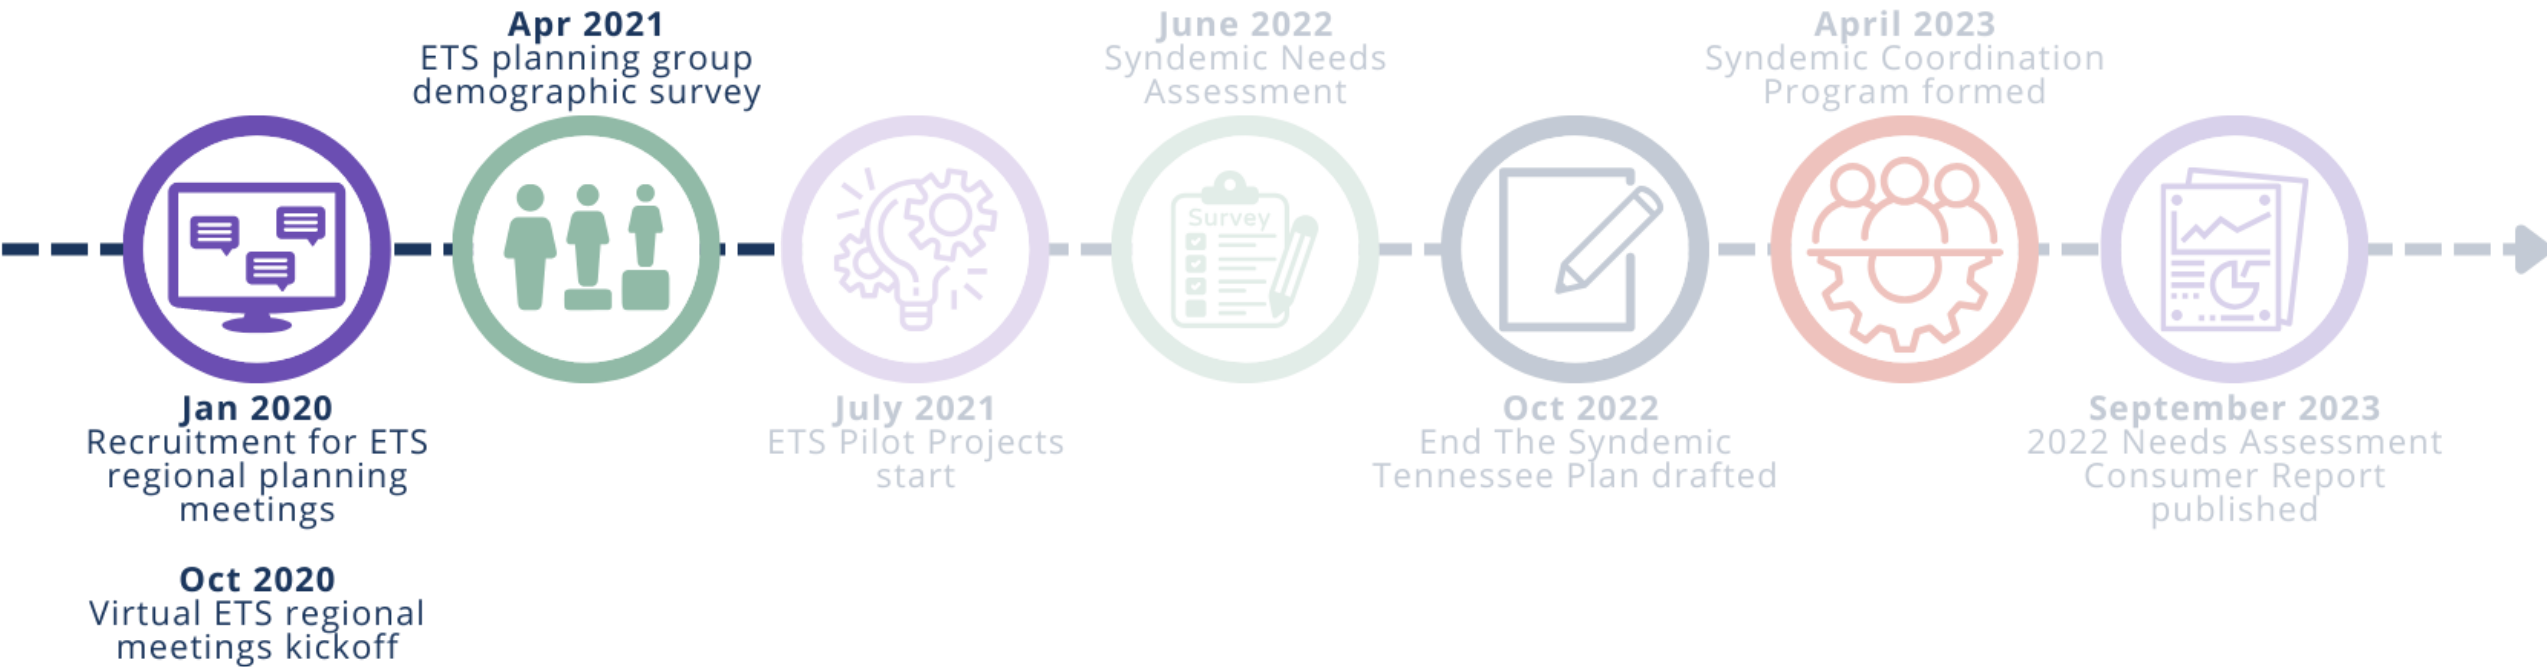 Jan 2020
Recruitment for ETS
regional planning
meetings
Oct 2020
Virtual ETS regional
meetings kickoff
Apr 2021
ETS planning group
demographic survey
July 2021
ETS Pilot Projects
start
June 2022
Syndemic Needs
Assessment
Survey
Oct 2022
End The Syndemic
Tennessee Plan drafted
April 2023
Syndemic Coordination
Program formed
September 2023
2022 Needs Assessment
Consumer Report
published